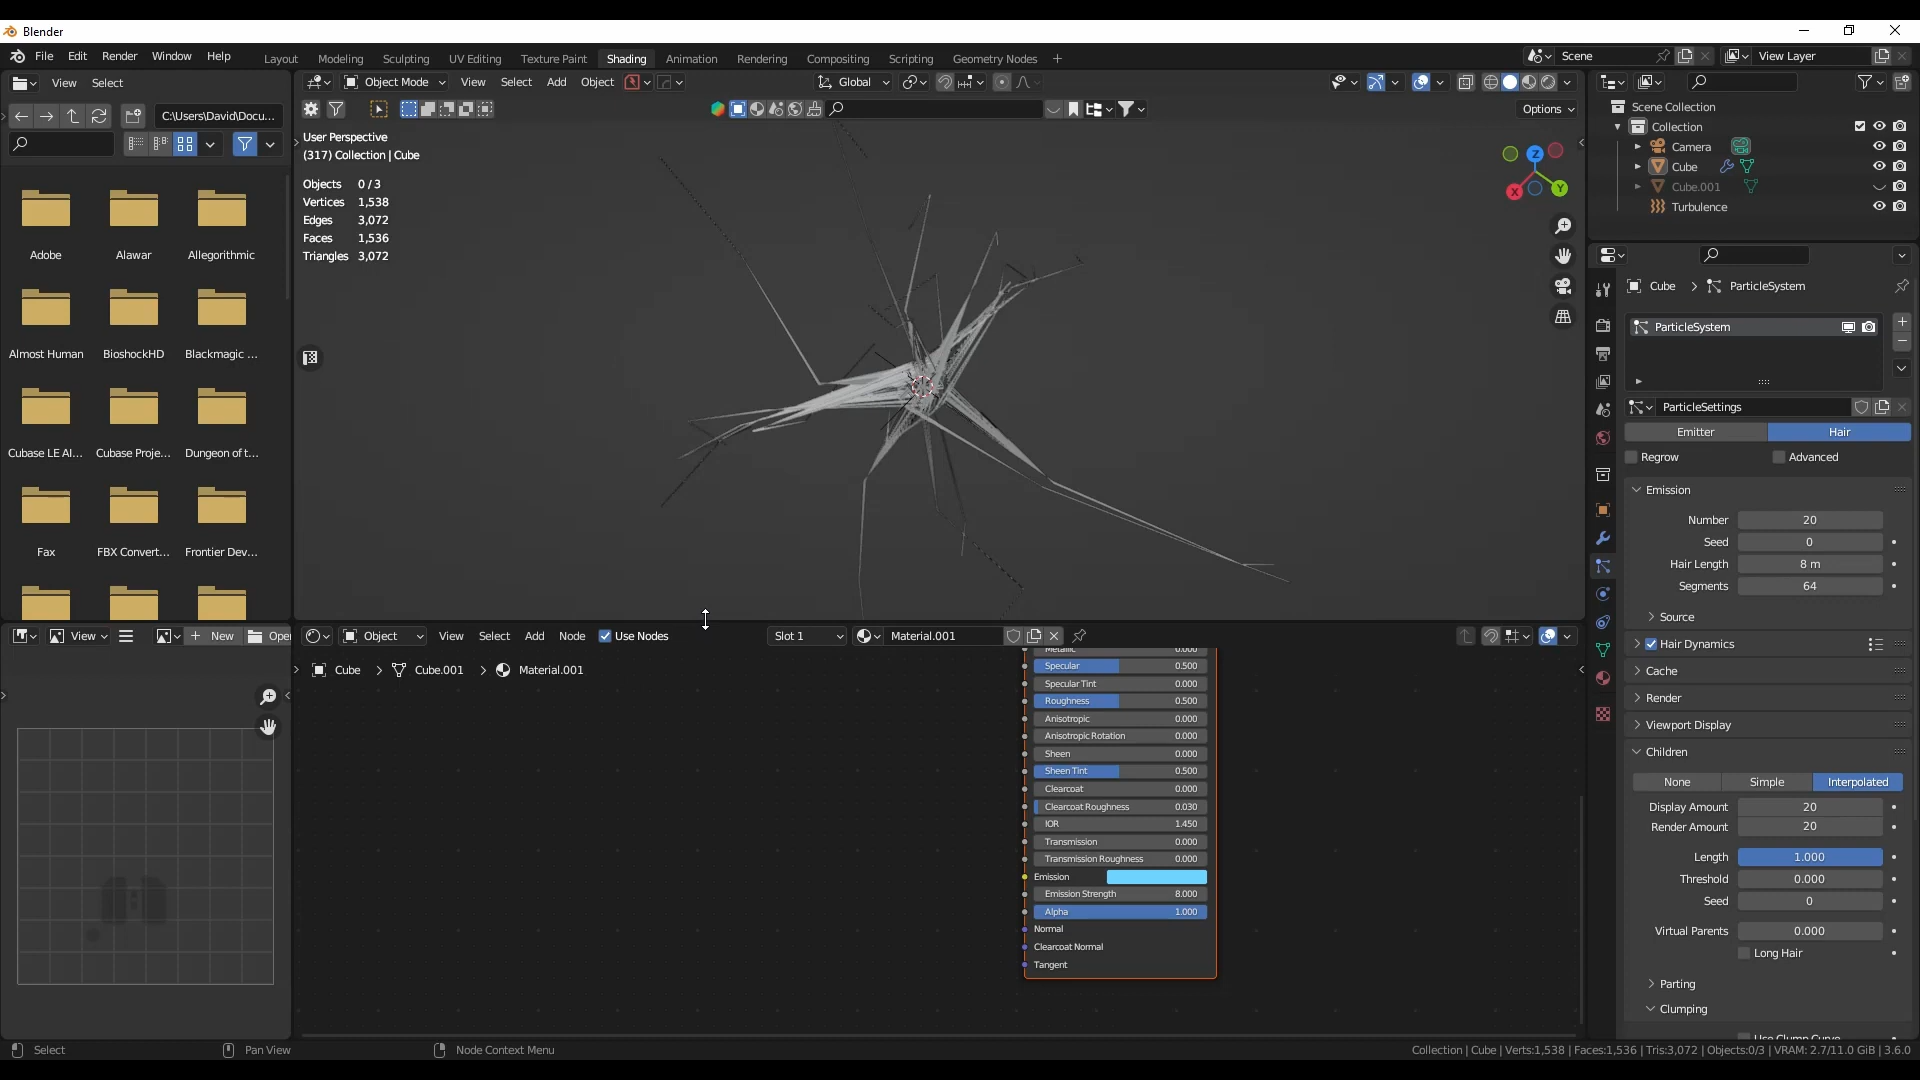 Blender
File Edit Render Window Help
Layout Modeling Sculpting UV Editing Texture Paint Shading Animation Rendering Compositing Scripting Geometry Nodes +
Scene
View Layer
View Select
C:\Users\David\Docu...
Adobe Alawar Allegorithmic
Almost Human BioshockHD Blackmagic ...
Cubase LE AI... Cubase Proje... Dungeon of t...
Fax FBX Convert... Frontier Dev...
View
New
Open
Object Mode View Select Add Object Global
Options
User Perspective
(317) Collection | Cube
Objects 0/3
Vertices 1,538
Edges 3,072
Faces 1,536
Triangles 3,072
Z
X
Y
Object View Select Add Node Use Nodes Slot 1 Material.001
Cube > Cube.001 > Material.001
Metallic 0.000
Specular 0.500
Specular Tint 0.000
Roughness 0.500
Anisotropic 0.000
Anisotropic Rotation 0.000
Sheen 0.000
Sheen Tint 0.500
Clearcoat 0.000
Clearcoat Roughness 0.030
IOR 1.450
Transmission 0.000
Transmission Roughness 0.000
Emission
Emission Strength 8.000
Alpha 1.000
Normal
Clearcoat Normal
Tangent
Scene Collection
Collection
Camera
Cube
Cube.001
Turbulence
Cube > ParticleSystem
ParticleSystem
ParticleSettings
Emitter Hair
Regrow Advanced
Emission
Number 20
Seed 0
Hair Length 8 m
Segments 64
Source
Hair Dynamics
Cache
Render
Viewport Display
Children
None Simple Interpolated
Display Amount 20
Render Amount 20
Length 1.000
Threshold 0.000
Seed 0
Virtual Parents 0.000
Long Hair
Parting
Clumping
Use Clump Curve
Select Pan View Node Context Menu
Collection | Cube | Verts:1,538 | Faces:1,536 | Tris:3,072 | Objects:0/3 | VRAM: 2.7/11.0 GiB | 3.6.0